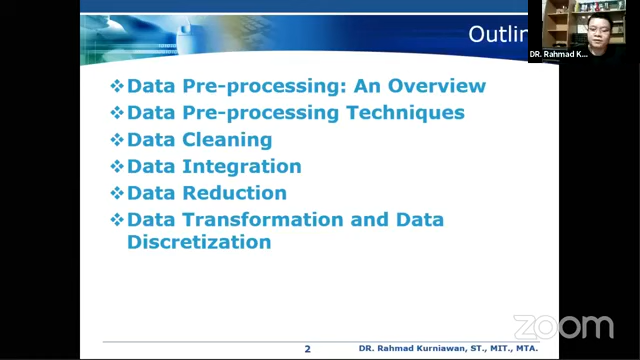 Outlin
DR. Rahmad K...
❖Data Pre-processing: An Overview
❖Data Pre-processing Techniques
❖Data Cleaning
❖Data Integration
❖Data Reduction
❖Data Transformation and Data
Discretization
zoom
2
DR. Rahmad Kurniawan, ST., MIT., MTA.